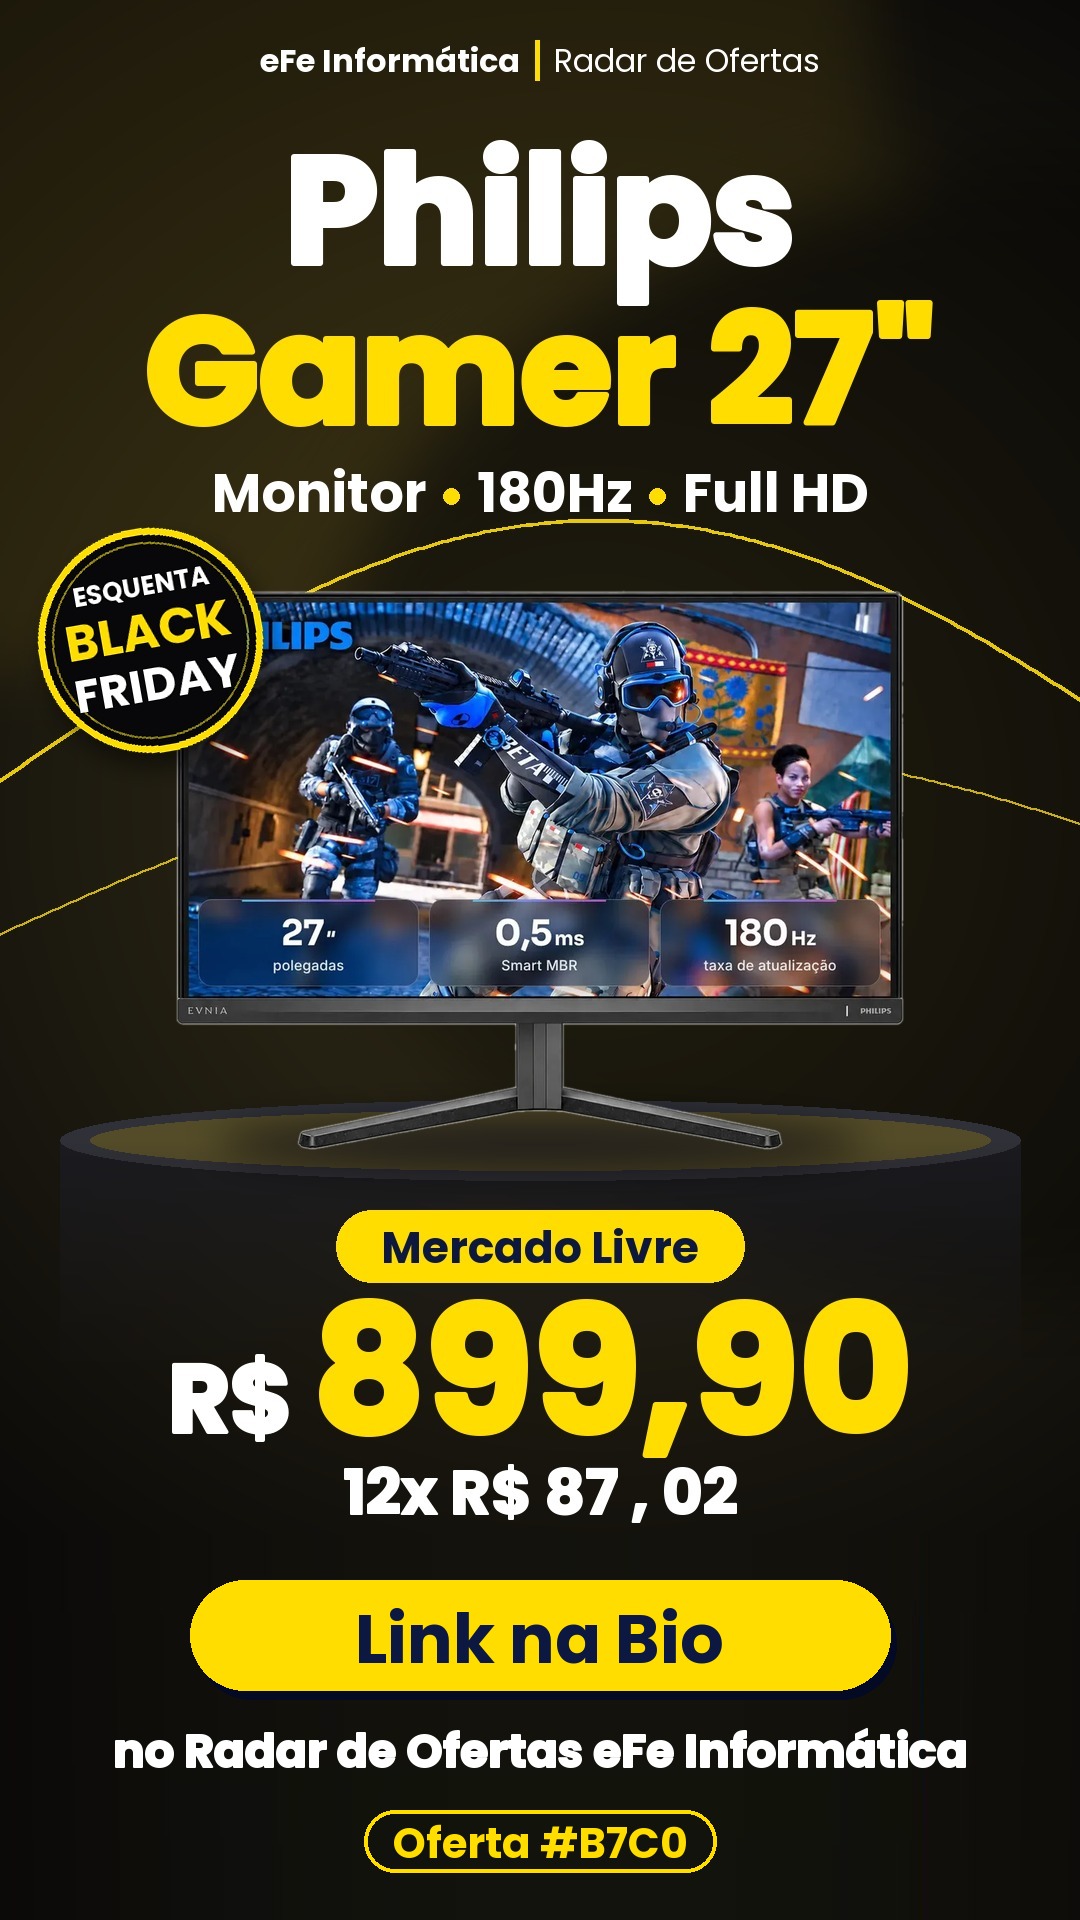 eFe Informática | Radar de Ofertas
Philips
Gamer 27"
Monitor • 180Hz • Full HD
ESQUENTA
BLACK
FRIDAY
ILIPS
BETA
27"
polegadas
0,5ms
Smart MBR
180Hz
taxa de atualização
EVNIA
PHILIPS
Mercado Livre
R$ 899,90
12x R$ 87 , 02
Link na Bio
no Radar de Ofertas eFe Informática
Oferta #B7C0